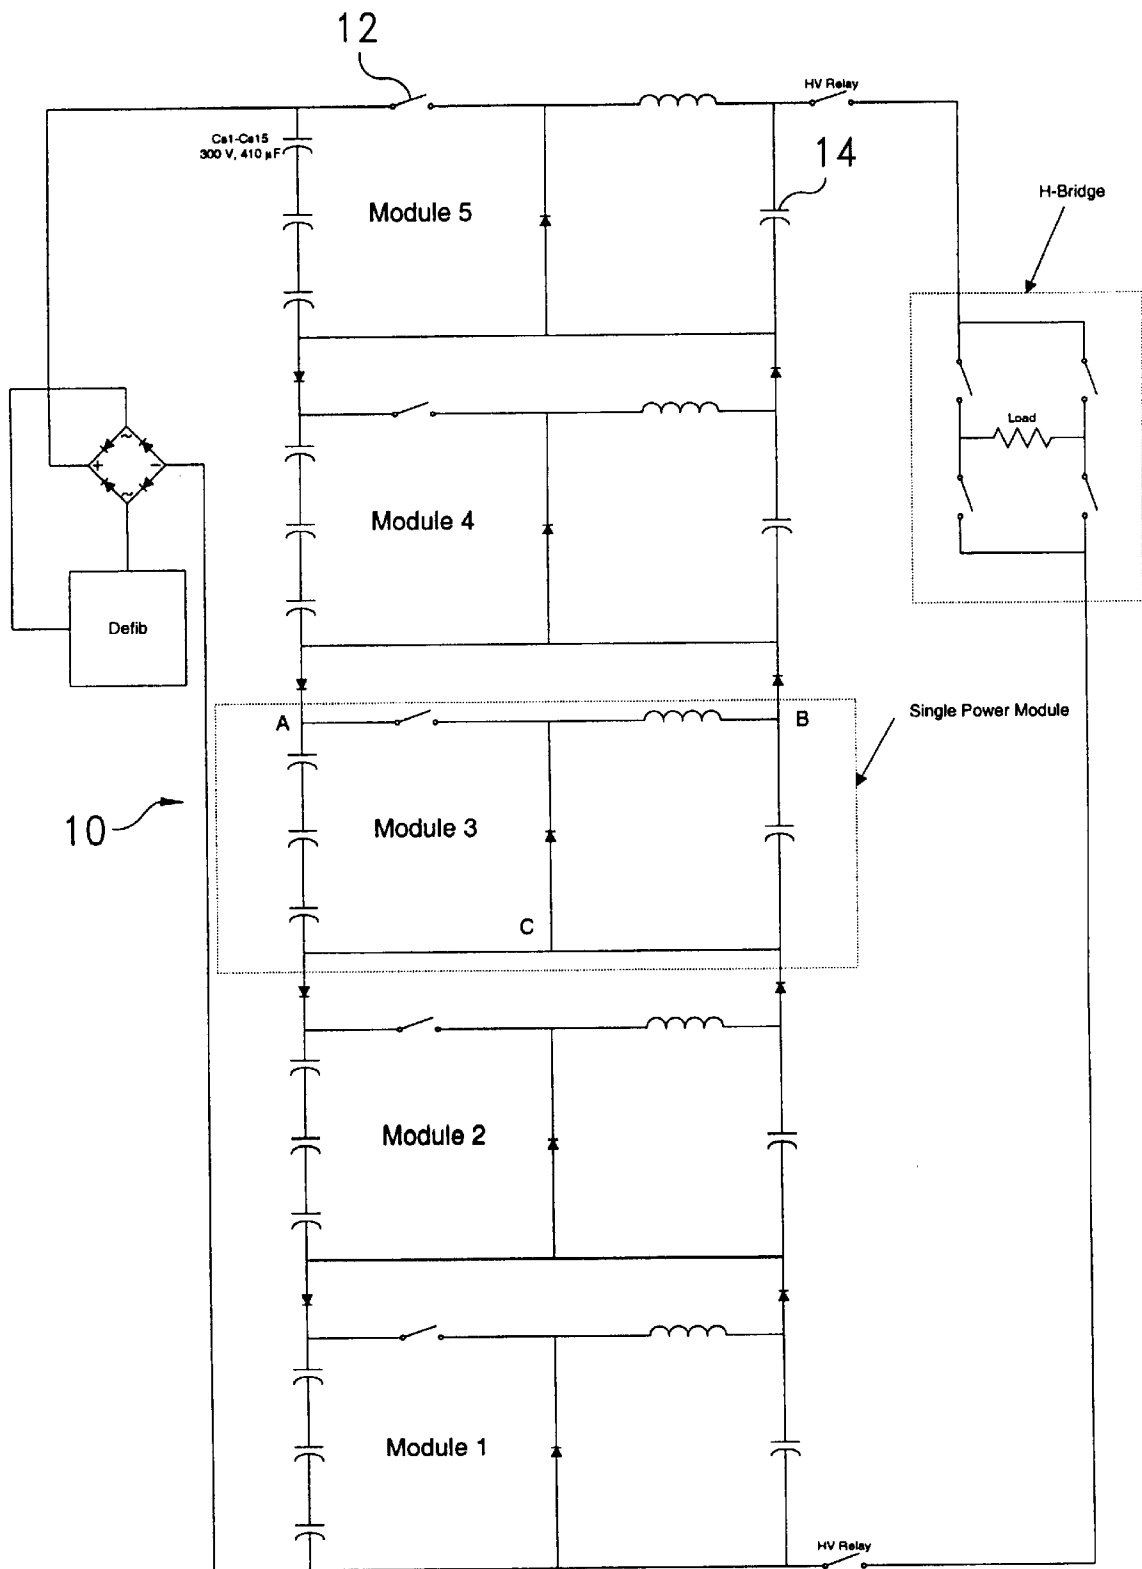 12
HV Relay
Cs1-Cs15
300 V, 410 µF
14
Module 5
H-Bridge
Load
+ ~ ~ −
Module 4
Defib
A
B
Single Power Module
10
Module 3
C
Module 2
Module 1
HV Relay